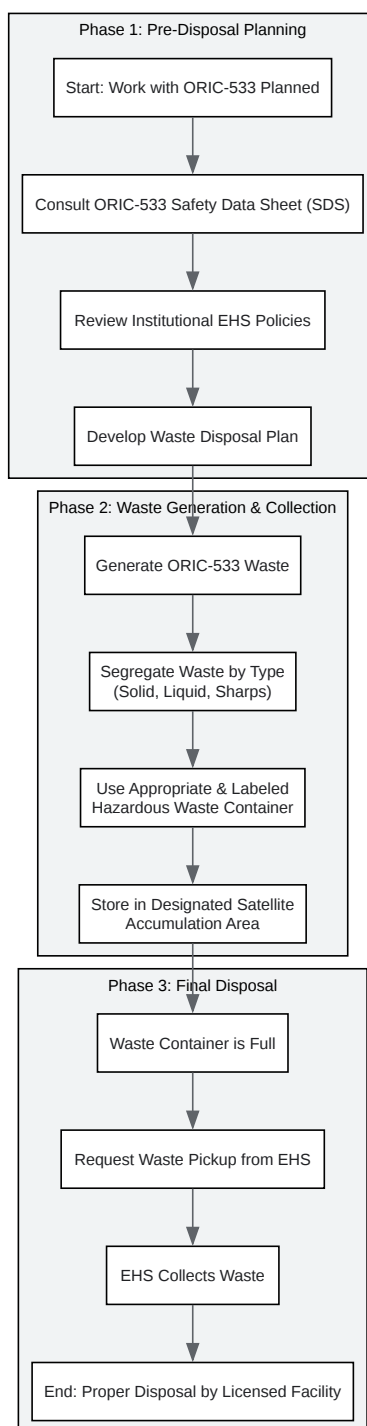 Phase 1: Pre-Disposal Planning
Start: Work with ORIC-533 Planned
Consult ORIC-533 Safety Data Sheet (SDS)
Review Institutional EHS Policies
Develop Waste Disposal Plan
Phase 2: Waste Generation & Collection
Generate ORIC-533 Waste
Segregate Waste by Type
(Solid, Liquid, Sharps)
Use Appropriate & Labeled
Hazardous Waste Container
Store in Designated Satellite
Accumulation Area
Phase 3: Final Disposal
Waste Container is Full
Request Waste Pickup from EHS
EHS Collects Waste
End: Proper Disposal by Licensed Facility